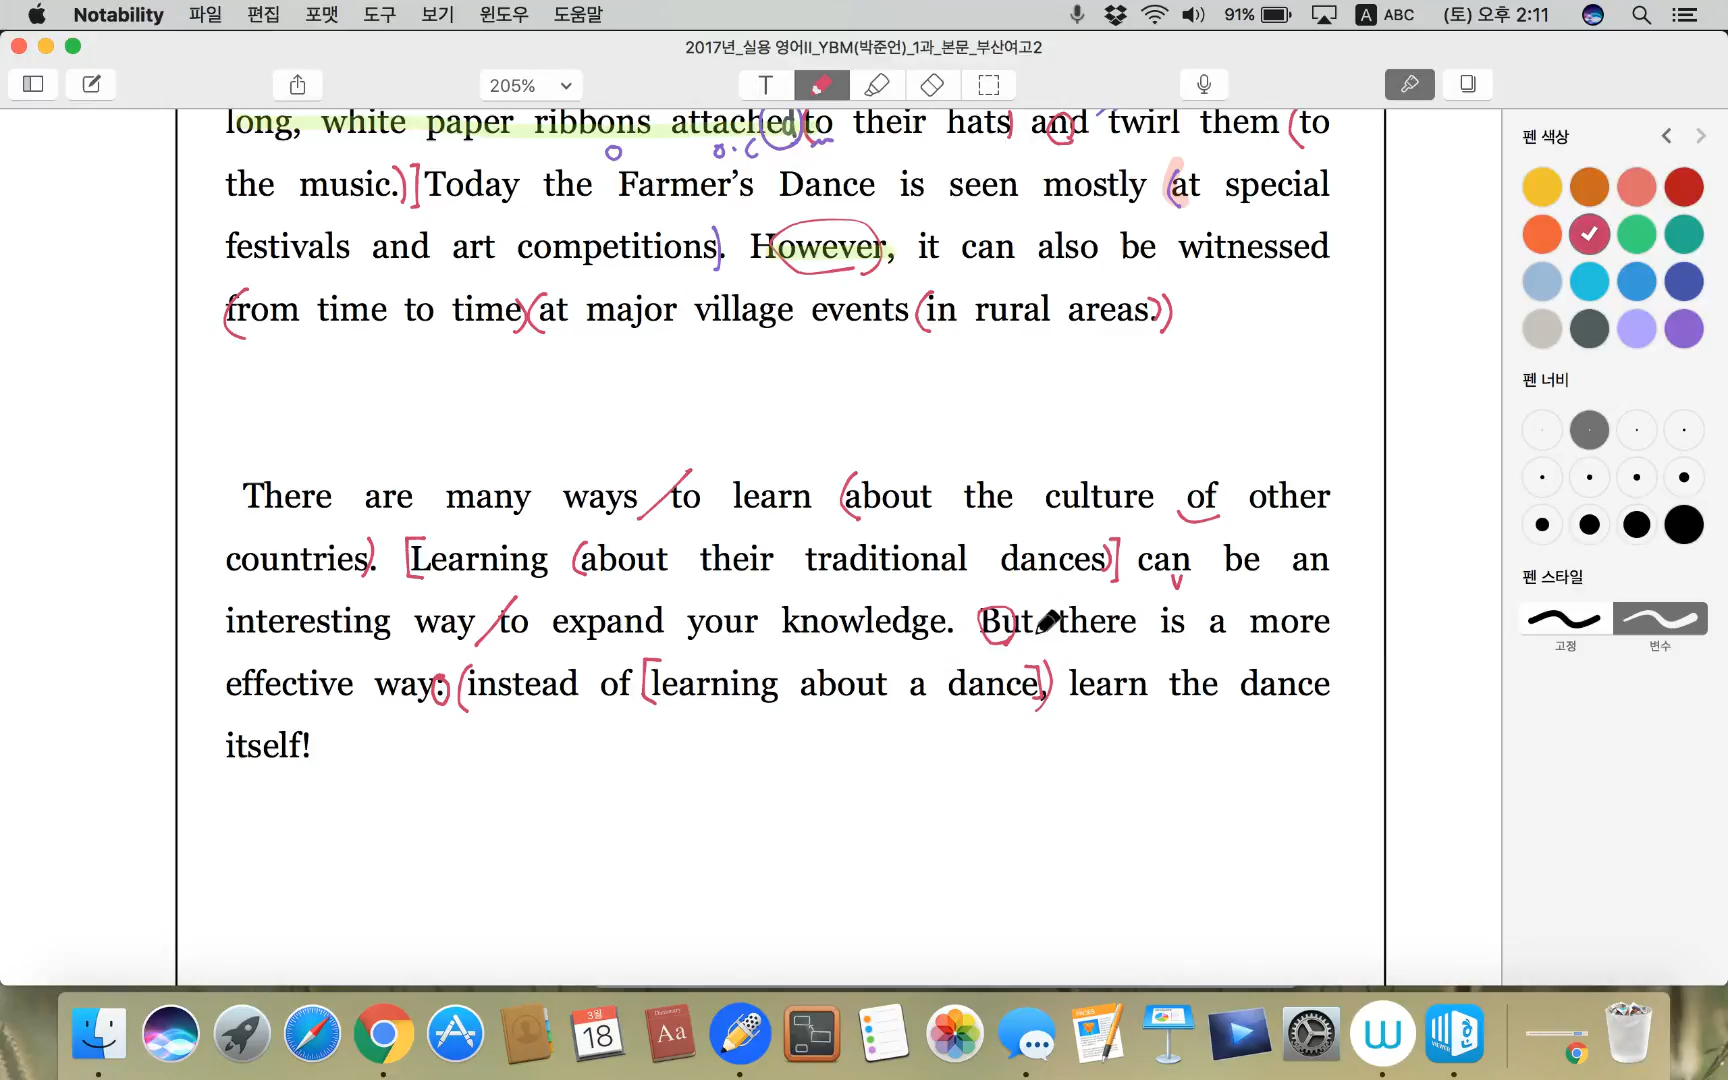 Notability 파일 편집 포맷 도구 보기 윈도우 도움말 91% A ABC (토) 오후 2:11
2017년_실용 영어II_YBM(박준언)_1과_본문_부산여고2
205% T
long, white paper ribbons attached to their hats and twirl them to
o o.c
the music. Today the Farmer's Dance is seen mostly at special
festivals and art competitions. However, it can also be witnessed
from time to time at major village events in rural areas.
There are many ways to learn about the culture of other
countries. Learning about their traditional dances can be an
v
interesting way to expand your knowledge. But there is a more
effective way: instead of learning about a dance, learn the dance
itself!
펜 색상
펜 너비
펜 스타일
고정 변수
3월
18
Dictionary
Aa
PAGES
W
VIEWER